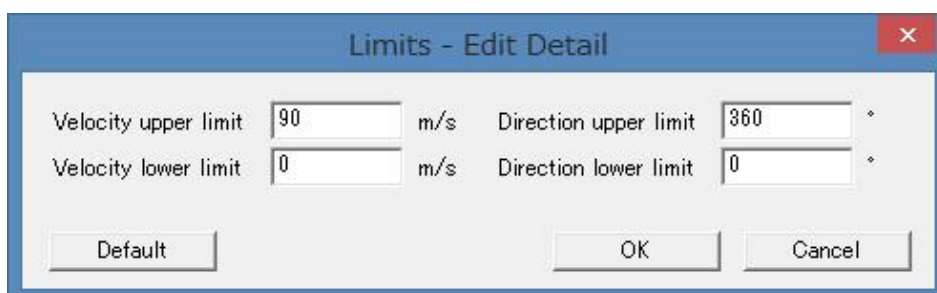 Limits - Edit Detail
Velocity upper limit 90 m/s Direction upper limit 360 °
Velocity lower limit 0 m/s Direction lower limit 0 °
Default OK Cancel